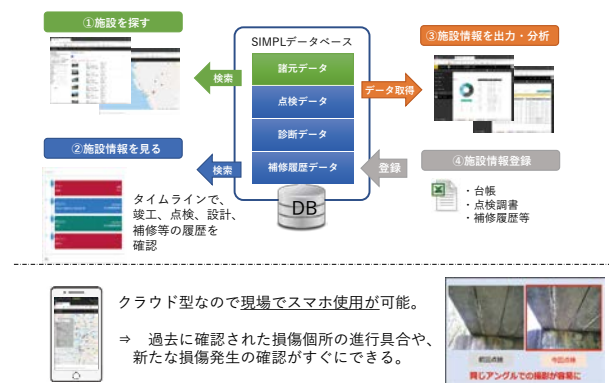 ①施設を探す
SIMPLデータベース
③施設情報を出力・分析
諸元データ
検索
点検データ
データ取得
診断データ
②施設情報を見る
検索
補修履歴データ
登録
④施設情報登録
DB
タイムラインで、
竣工、点検、設計、
補修等の履歴を
確認
・台帳
・点検調書
・補修履歴等
クラウド型なので現場でスマホ使用が可能。
⇒ 過去に確認された損傷個所の進行具合や、
新たな損傷発生の確認がすぐにできる。
前回点検
今回点検
同じアングルでの撮影が容易に